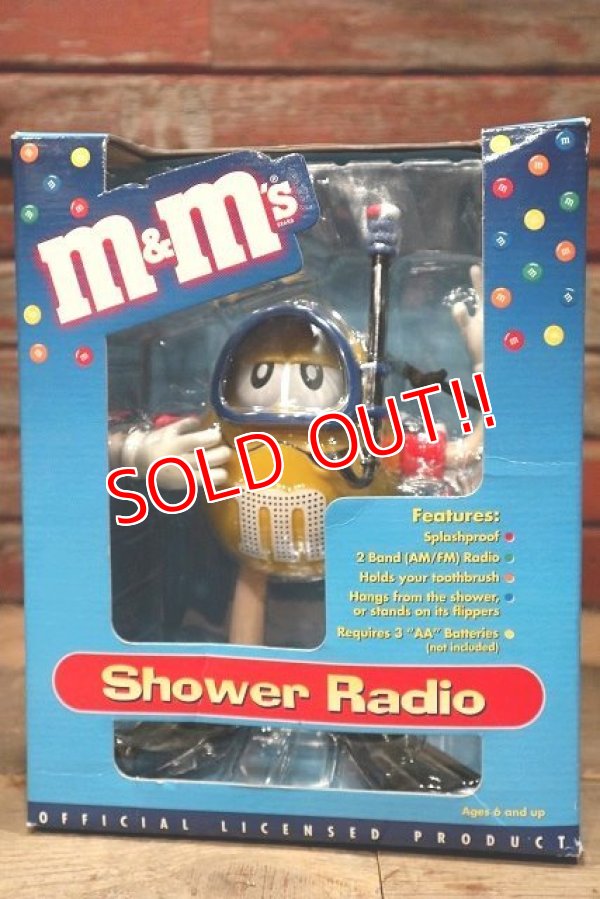 m&m's®
SOLD OUT!!
Features:
Splashproof
2 Band (AM/FM) Radio
Holds your toothbrush
Hangs from the shower,
or stands on its flippers
Requires 3 "AA" Batteries
(not included)
Shower Radio
Ages 6 and up
OFFICIAL LICENSED PRODUCT